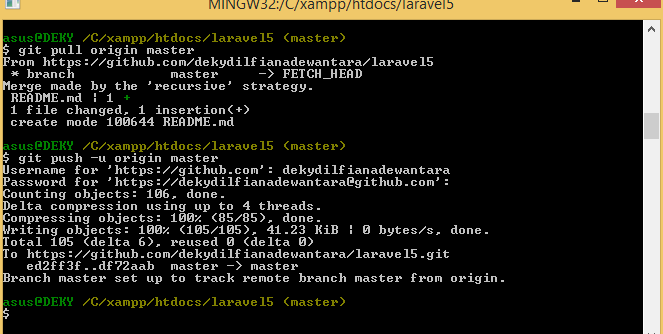 MINGW32:/C/xampp/htdocs/laravel5
asus@DEKY /C/xampp/htdocs/laravel5 (master)
$ git pull origin master
From https://github.com/dekydilfianadewantara/laravel5
 * branch            master     -> FETCH_HEAD
Merge made by the 'recursive' strategy.
 README.md | 1 +
 1 file changed, 1 insertion(+)
 create mode 100644 README.md
asus@DEKY /C/xampp/htdocs/laravel5 (master)
$ git push -u origin master
Username for 'https://github.com': dekydilfianadewantara
Password for 'https://dekydilfianadewantara@github.com':
Counting objects: 106, done.
Delta compression using up to 4 threads.
Compressing objects: 100% (85/85), done.
Writing objects: 100% (105/105), 41.23 KiB | 0 bytes/s, done.
Total 105 (delta 6), reused 0 (delta 0)
To https://github.com/dekydilfianadewantara/laravel5.git
   ed2ff3f..df72aab  master -> master
Branch master set up to track remote branch master from origin.
asus@DEKY /C/xampp/htdocs/laravel5 (master)
$